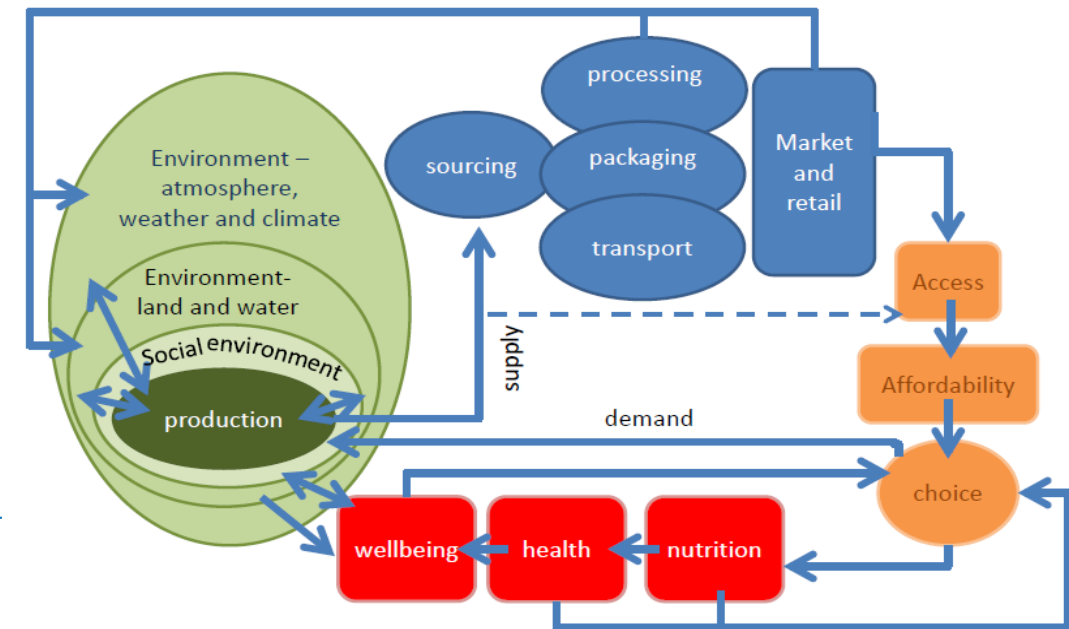 processing
Environment –
atmosphere,
weather and climate
sourcing
packaging
Market
and
retail
transport
Environment-
land and water
Access
Social environment
supply
Affordability
production
demand
choice
wellbeing
health
nutrition